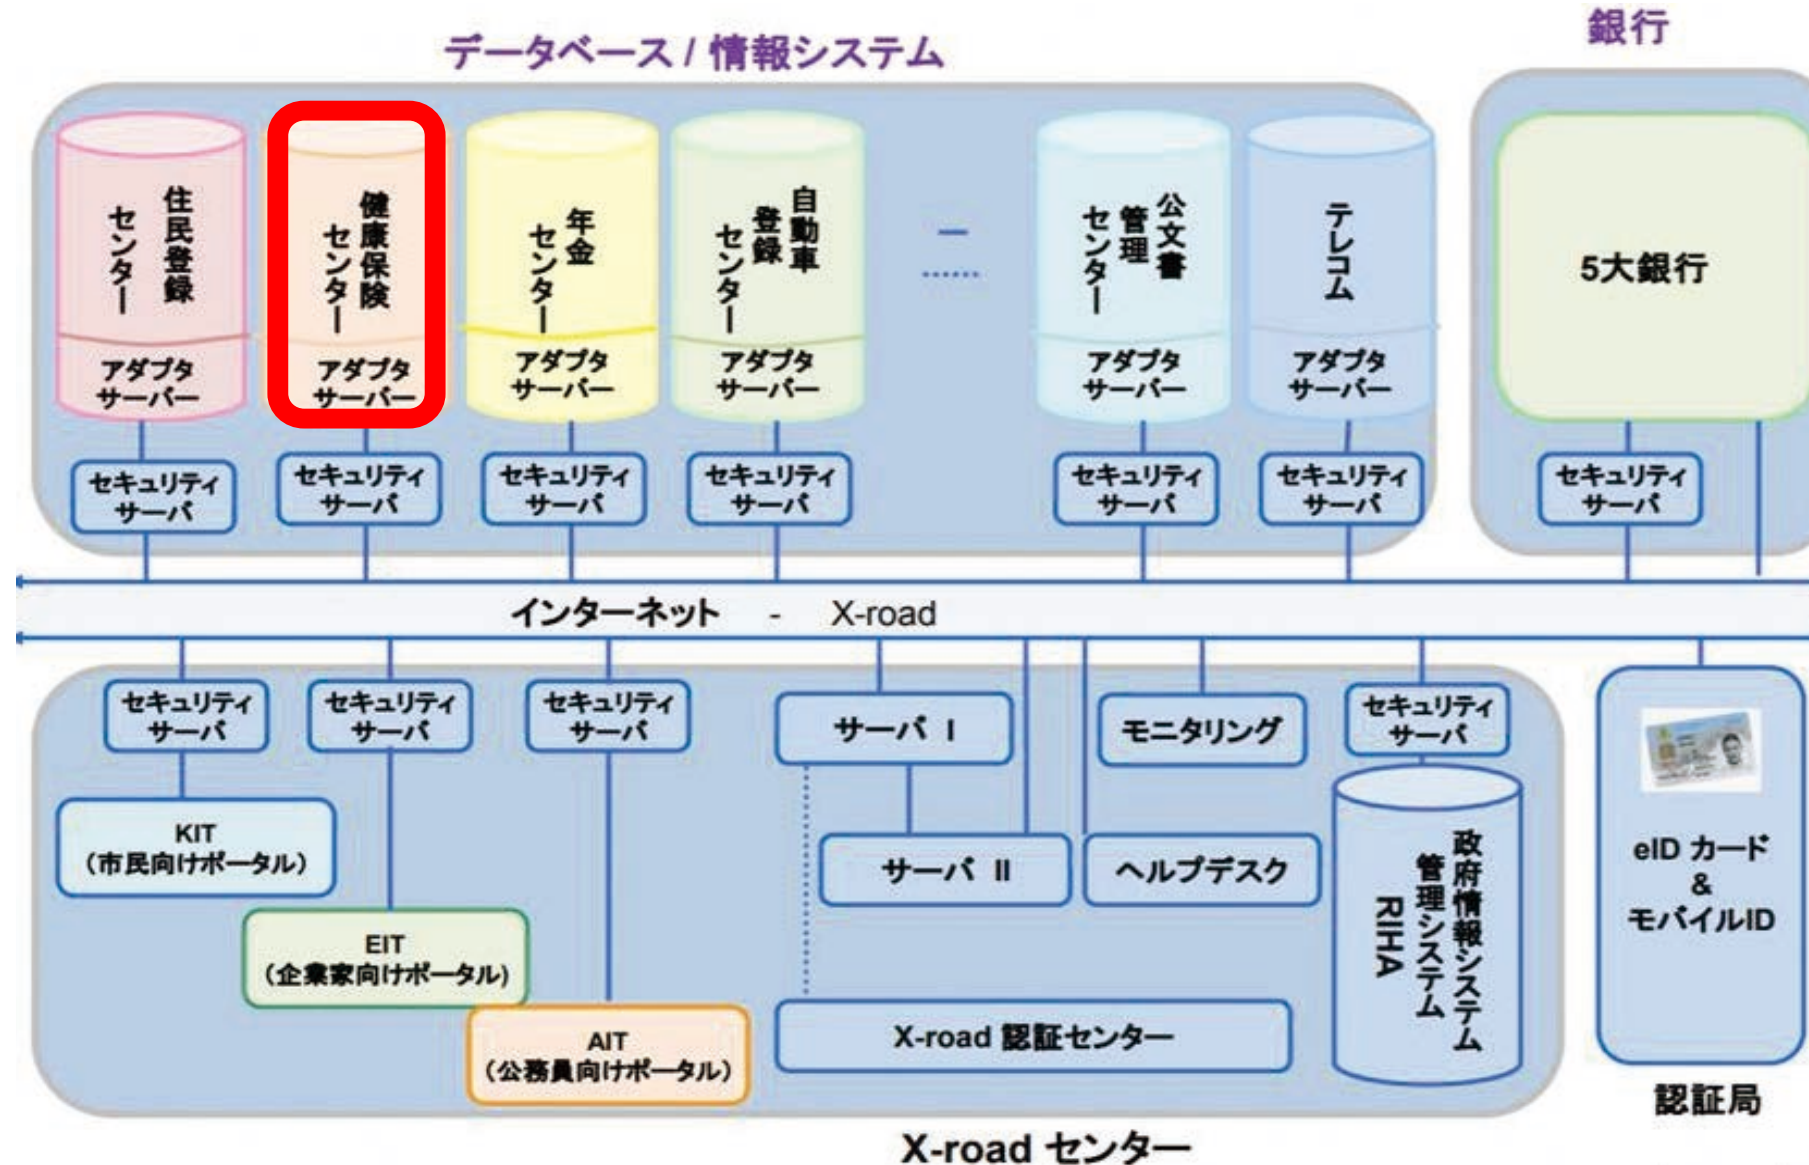 データベース / 情報システム
銀行
住民登録
センター
アダプタ
サーバー
健康保険
センター
アダプタ
サーバー
年金
センター
アダプタ
サーバー
自動車
登録
センター
アダプタ
サーバー
公文書
管理
センター
アダプタ
サーバー
テレコム
アダプタ
サーバー
5大銀行
セキュリティ
サーバ
セキュリティ
サーバ
セキュリティ
サーバ
セキュリティ
サーバ
セキュリティ
サーバ
セキュリティ
サーバ
セキュリティ
サーバ
インターネット - X-road
セキュリティ
サーバ
セキュリティ
サーバ
セキュリティ
サーバ
サーバ I
モニタリング
セキュリティ
サーバ
KIT
(市民向けポータル)
サーバ II
ヘルプデスク
EIT
(企業家向けポータル)
AIT
(公務員向けポータル)
X-road 認証センター
政府情報システム
管理システム
RIHA
eID カード
&
モバイルID
認証局
X-road センター